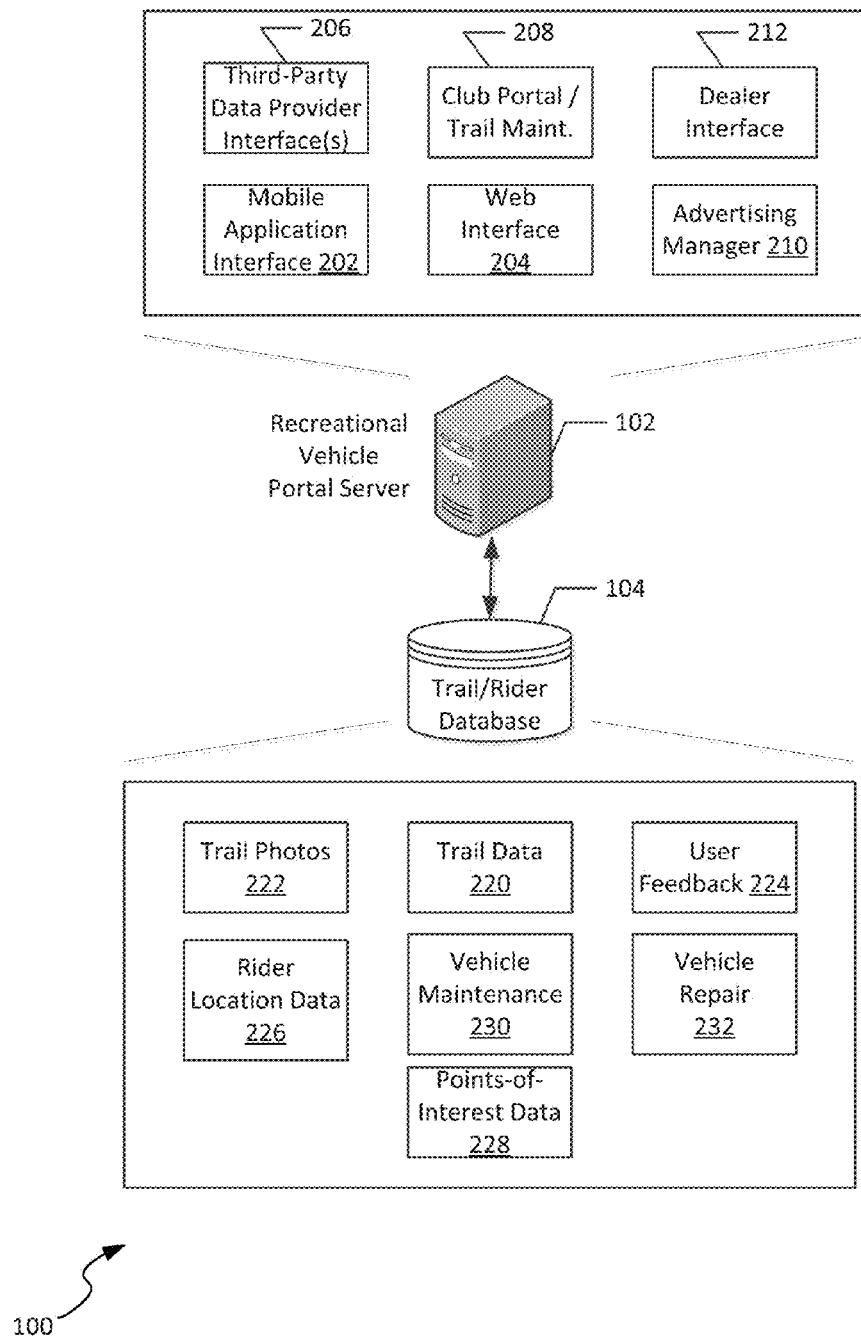 206
208
212
Third-Party
Data Provider
Interface(s)
Club Portal /
Trail Maint.
Dealer
Interface
Mobile
Application
Interface 202
Web
Interface
204
Advertising
Manager 210
Recreational
Vehicle
Portal Server
102
104
Trail/Rider
Database
Trail Photos
222
Trail Data
220
User
Feedback 224
Rider
Location Data
226
Vehicle
Maintenance
230
Vehicle
Repair
232
Points-of-
Interest Data
228
100